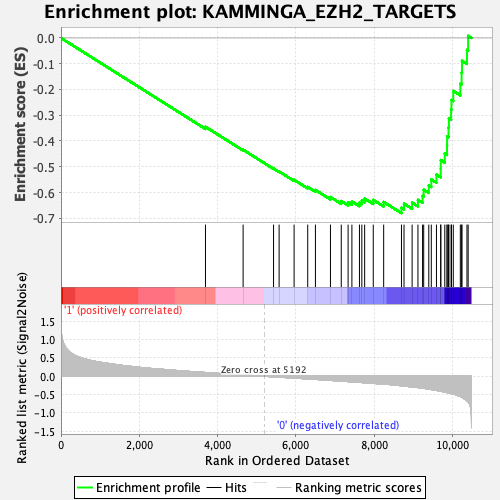 Enrichment plot: KAMMINGA_EZH2_TARGETS
Enrichment score (ES)
0.0
-0.1
-0.2
-0.3
-0.4
-0.5
-0.6
-0.7
'1' (positively correlated)
Ranked list metric (Signal2Noise)
1.5
1.0
0.5
0.0
-0.5
-1.0
-1.5
Zero cross at 5192
'0' (negatively correlated)
0
2,000
4,000
6,000
8,000
10,000
Rank in Ordered Dataset
Enrichment profile
Hits
Ranking metric scores